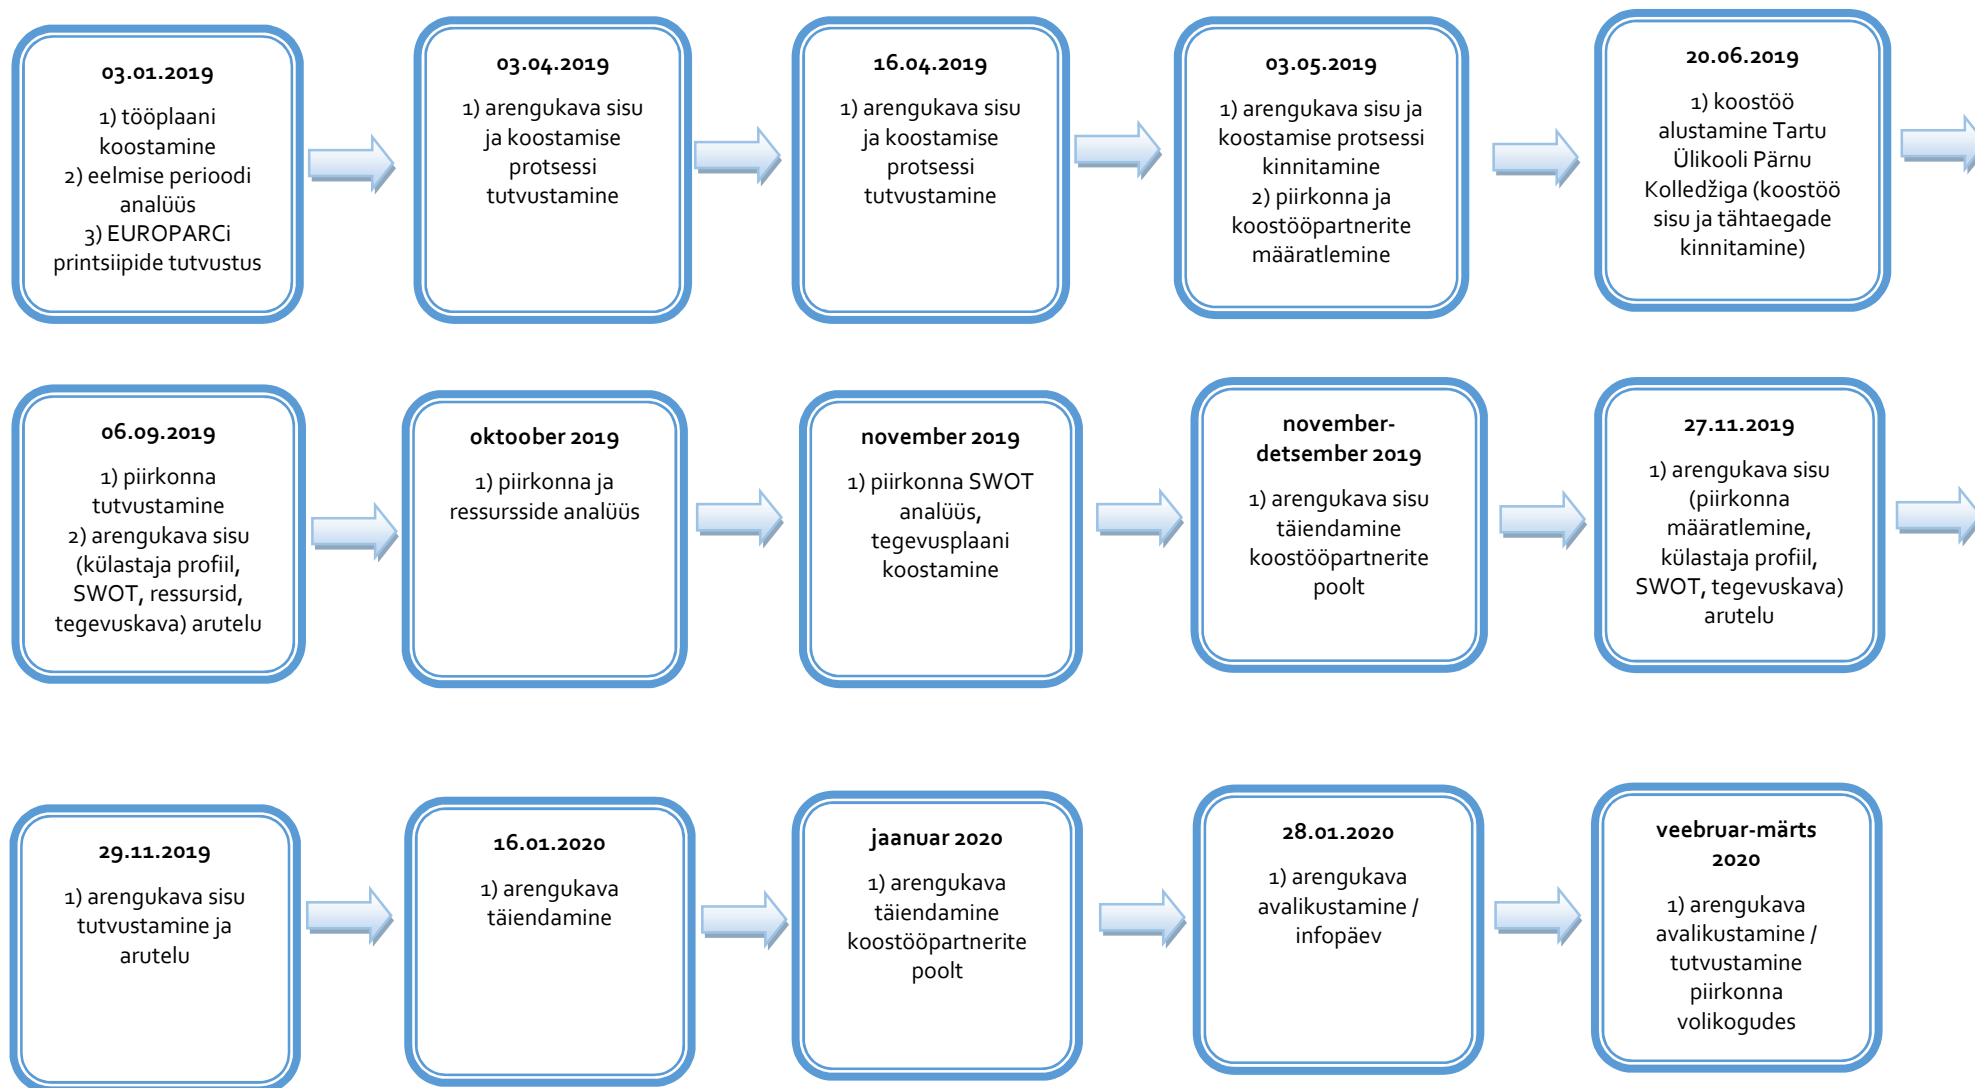 03.01.2019
1) tööplaani
koostamine
2) eelmise perioodi
analüüs
3) EUROPARCi
printsiipide tutvustus
03.04.2019
1) arengukava sisu
ja koostamise
protsessi
tutvustamine
16.04.2019
1) arengukava sisu
ja koostamise
protsessi
tutvustamine
03.05.2019
1) arengukava sisu ja
koostamise protsessi
kinnitamine
2) piirkonna ja
koostööpartnerite
määratlemine
20.06.2019
1) koostöö
alustamine Tartu
Ülikooli Pärnu
Kolledžiga (koostöö
sisu ja tähtaegade
kinnitamine)
06.09.2019
1) piirkonna
tutvustamine
2) arengukava sisu
(külastaja profiil,
SWOT, ressursid,
tegevuskava) arutelu
oktoober 2019
1) piirkonna ja
ressursside analüüs
november 2019
1) piirkonna SWOT
analüüs,
tegevusplaani
koostamine
november-
detsember 2019
1) arengukava sisu
täiendamine
koostööpartnerite
poolt
27.11.2019
1) arengukava sisu
(piirkonna
määratlemine,
külastaja profiil,
SWOT, tegevuskava)
arutelu
29.11.2019
1) arengukava sisu
tutvustamine ja
arutelu
16.01.2020
1) arengukava
täiendamine
jaanuar 2020
1) arengukava
täiendamine
koostööpartnerite
poolt
28.01.2020
1) arengukava
avalikustamine /
infopäev
veebruar-märts
2020
1) arengukava
avalikustamine /
tutvustamine
piirkonna
volikogudes